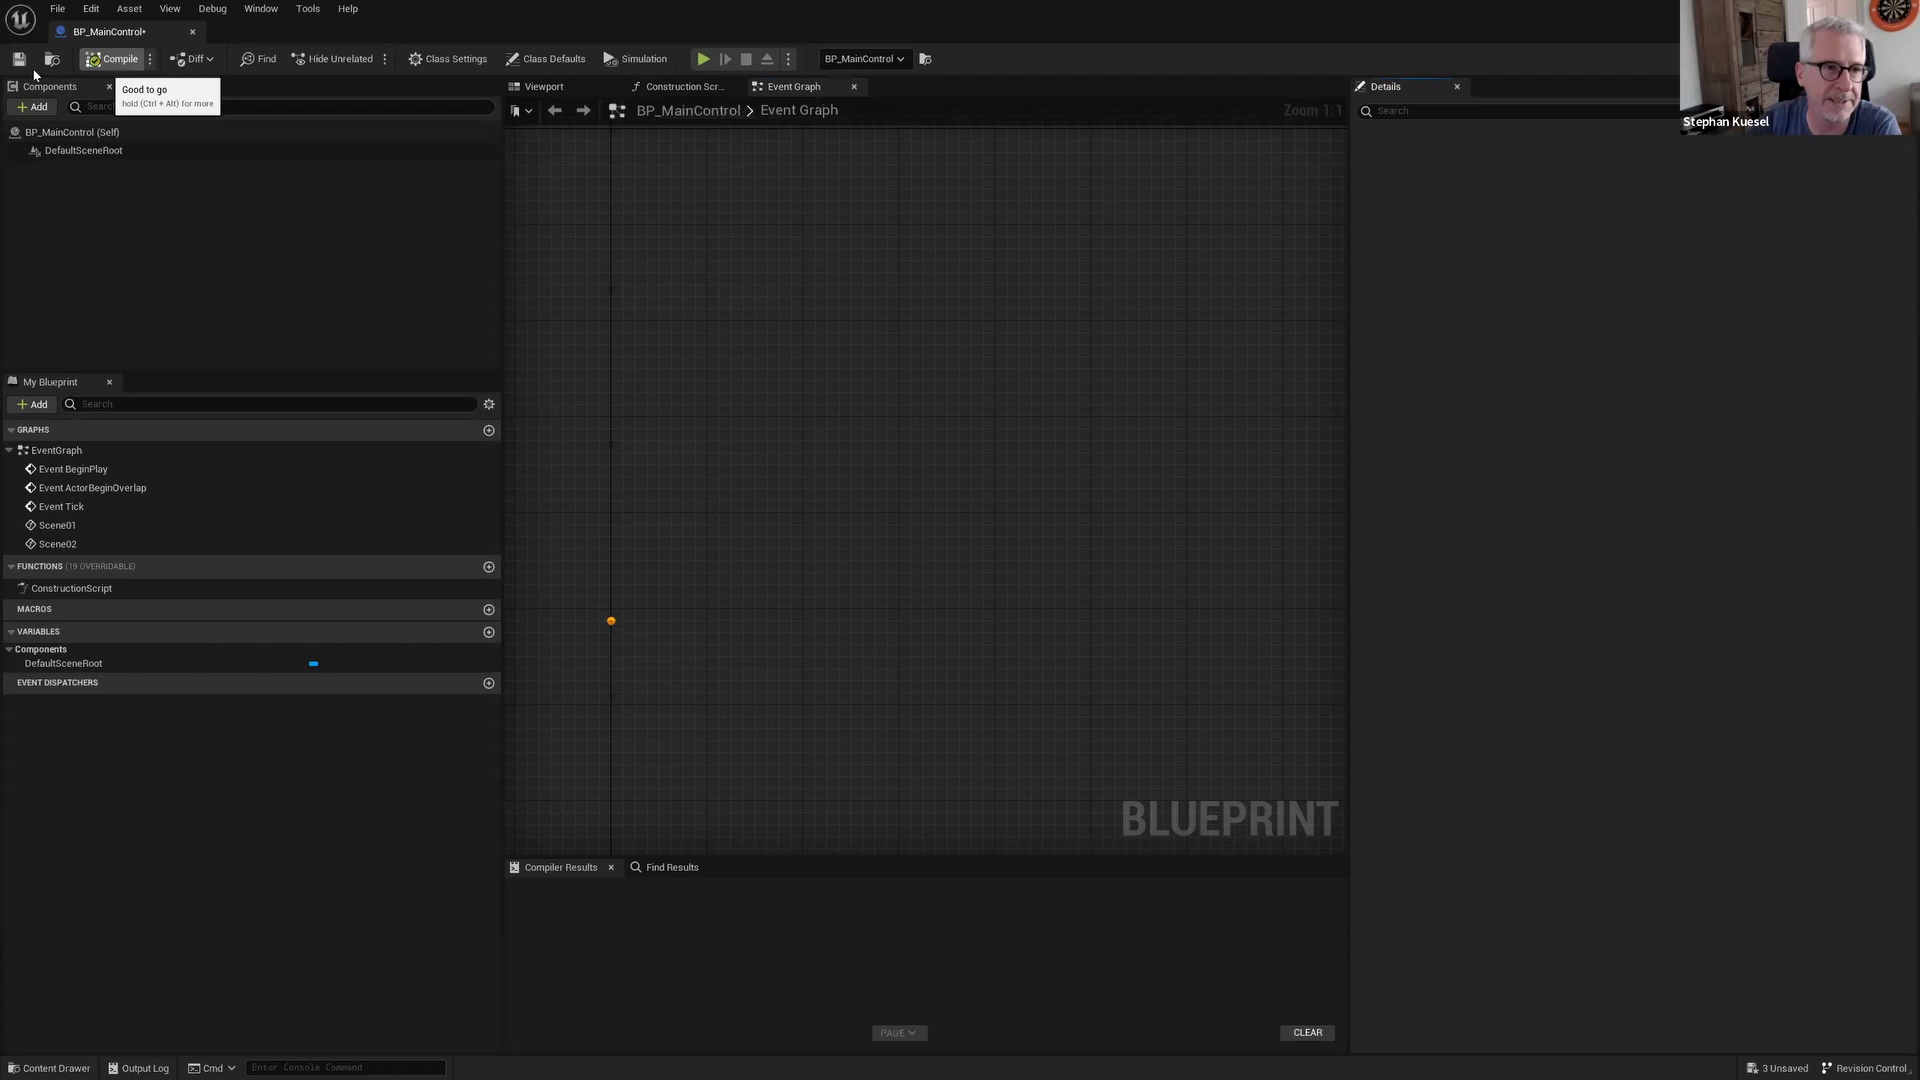 File Edit Asset View Debug Window Tools Help
BP_MainControl*
Compile Diff Find Hide Unrelated Class Settings Class Defaults Simulation BP_MainControl
Components Viewport Construction Scr... Event Graph Details
Good to go
hold (Ctrl + Alt) for more
Add BP_MainControl > Event Graph Zoom 1:1 Search
Stephan Kuesel
BP_MainControl (Self)
DefaultSceneRoot
My Blueprint
Add Search
GRAPHS
EventGraph
Event BeginPlay
Event ActorBeginOverlap
Event Tick
Scene01
Scene02
FUNCTIONS (19 OVERRIDABLE)
ConstructionScript
MACROS
VARIABLES
Components
DefaultSceneRoot
EVENT DISPATCHERS
BLUEPRINT
Compiler Results Find Results
PAGE CLEAR
Content Drawer Output Log Cmd Enter Console Command 3 Unsaved Revision Control